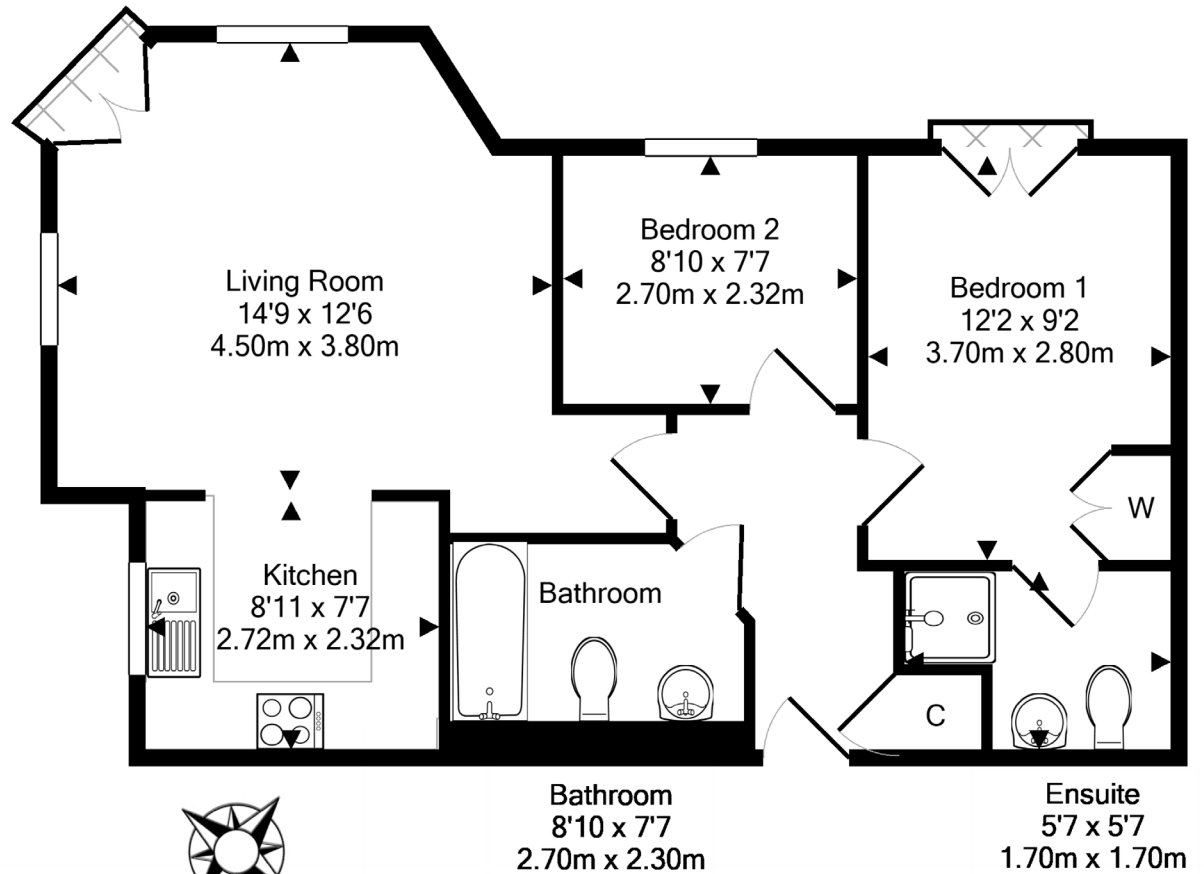 Living Room
14'9 x 12'6
4.50m x 3.80m
Bedroom 2
8'10 x 7'7
2.70m x 2.32m
Bedroom 1
12'2 x 9'2
3.70m x 2.80m
W
Kitchen
8'11 x 7'7
2.72m x 2.32m
Bathroom
C
Bathroom
8'10 x 7'7
2.70m x 2.30m
Ensuite
5'7 x 5'7
1.70m x 1.70m